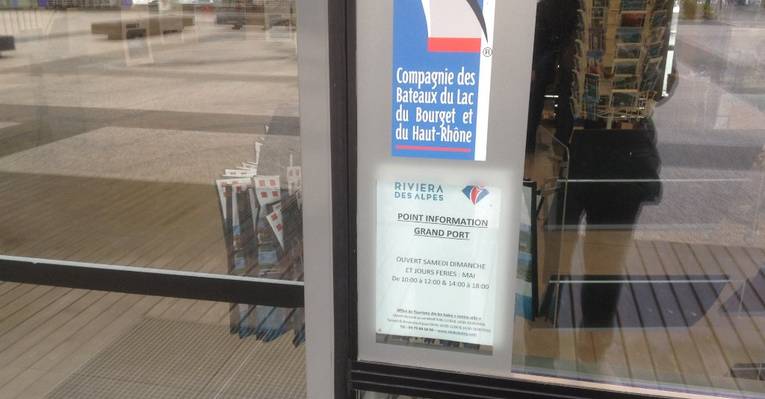 ®
Compagnie des
Bateaux du Lac
du Bourget et
du Haut-Rhône
RIVIERA
DES ALPES
POINT INFORMATION
GRAND PORT
OUVERT SAMEDI DIMANCHE
ET JOURS FERIES : MAI
De 10:00 à 12:00 & 14:00 à 18:00